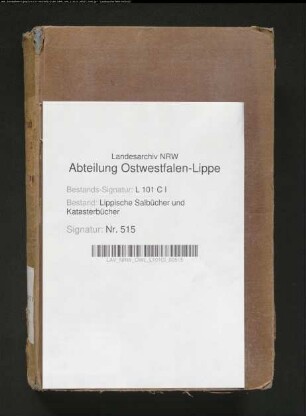 Landesarchiv NRW
Abteilung Ostwestfalen-Lippe
Bestands-Signatur: L 101 C I
Bestand: Lippische Salbücher und
Katasterbücher
Signatur: Nr. 515